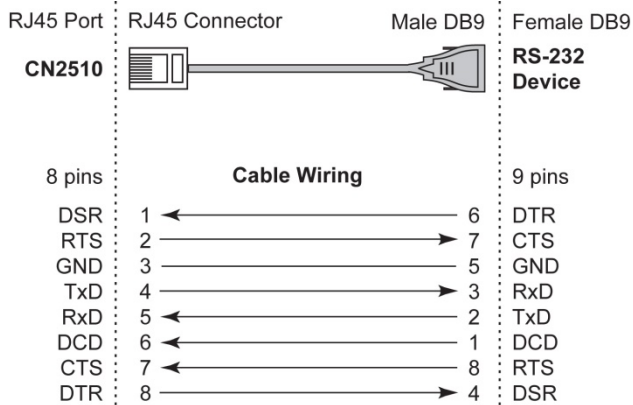 RJ45 Port RJ45 Connector Male DB9 Female DB9
CN2510 RS-232
Device
8 pins Cable Wiring 9 pins
DSR 1 6 DTR
RTS 2 7 CTS
GND 3 5 GND
TxD 4 3 RxD
RxD 5 2 TxD
DCD 6 1 DCD
CTS 7 8 RTS
DTR 8 4 DSR